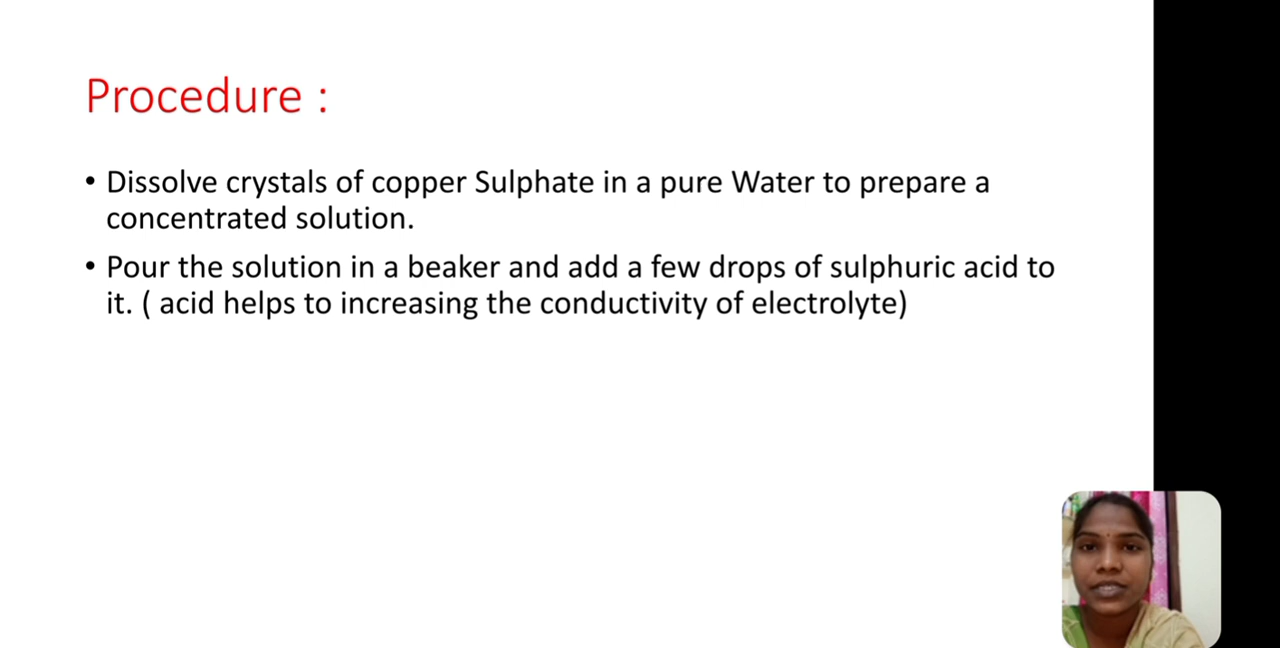 Procedure :
• Dissolve crystals of copper Sulphate in a pure Water to prepare a
concentrated solution.
• Pour the solution in a beaker and add a few drops of sulphuric acid to
it. ( acid helps to increasing the conductivity of electrolyte)